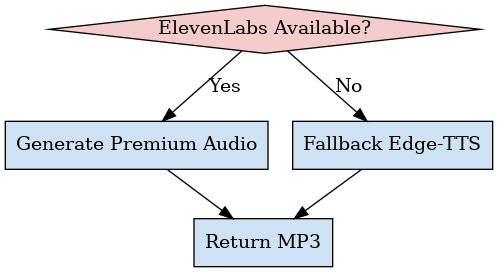 ElevenLabs Available?
Yes
No
Generate Premium Audio
Fallback Edge-TTS
Return MP3